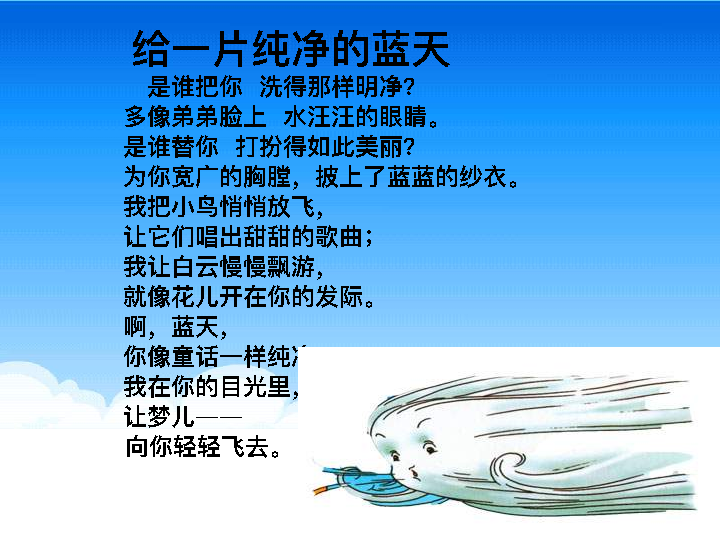 给一片纯净的蓝天
是谁把你 洗得那样明净?
多像弟弟脸上 水汪汪的眼睛。
是谁替你 打扮得如此美丽?
为你宽广的胸膛，披上了蓝蓝的纱衣。
我把小鸟悄悄放飞，
让它们唱出甜甜的歌曲；
我让白云慢慢飘游，
就像花儿开在你的发际。
啊，蓝天，
你像童话一样纯
我在你的目光里，
让梦儿——
向你轻轻飞去。